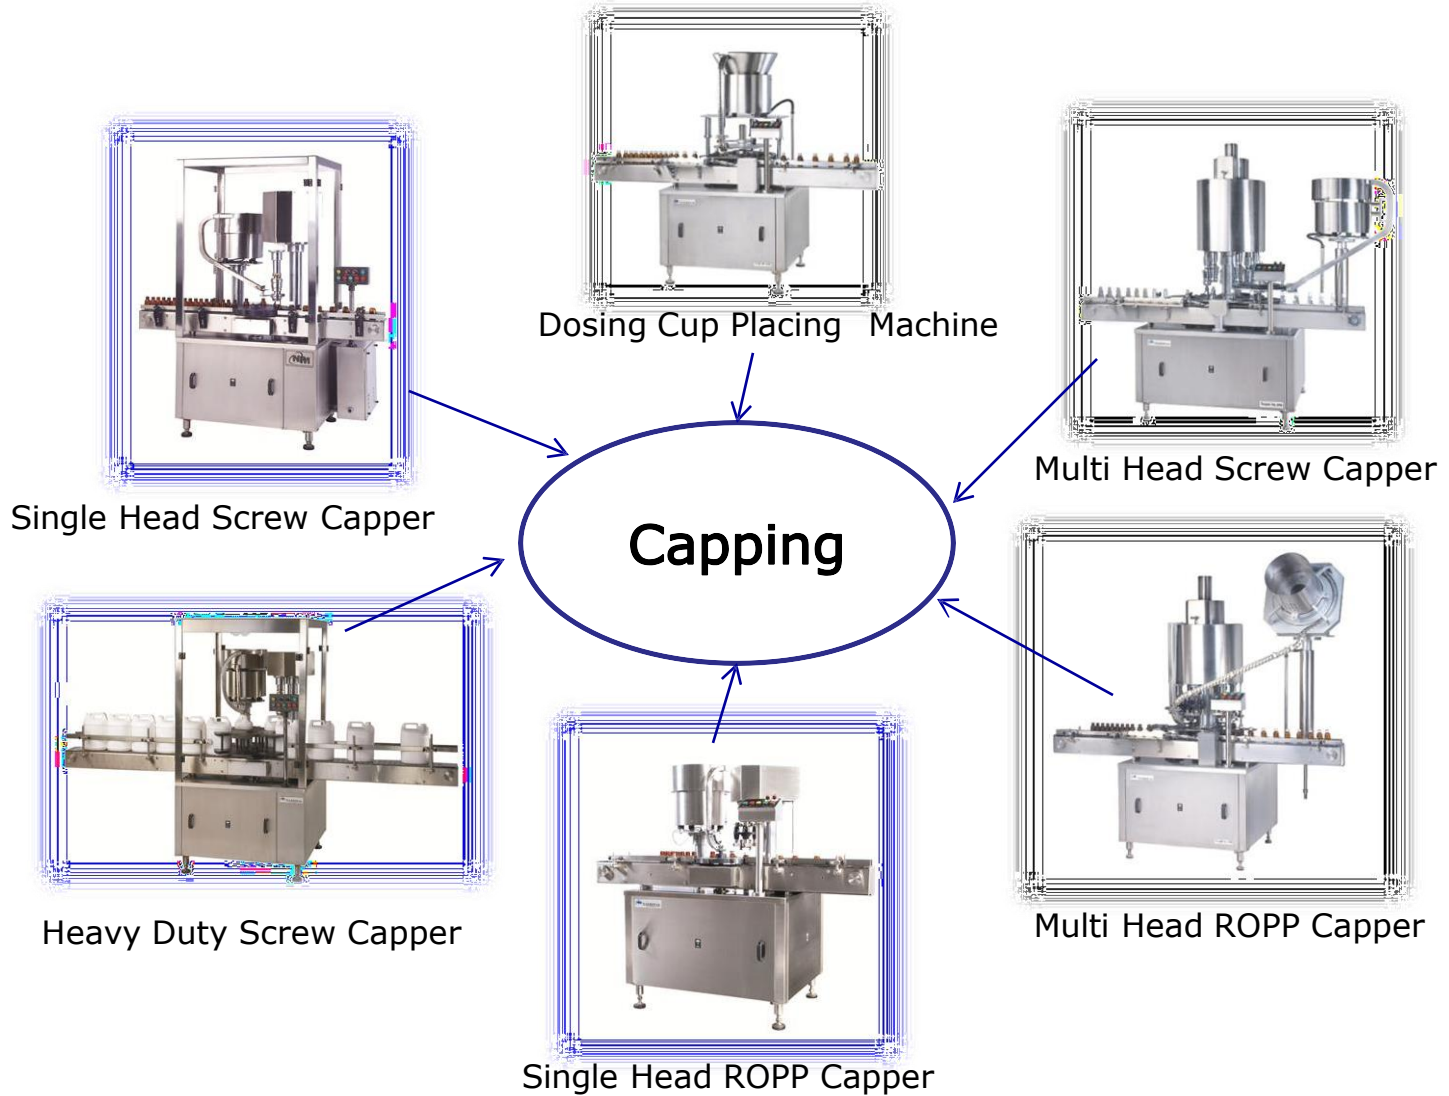 Dosing Cup Placing  Machine
Multi Head Screw Capper
Single Head Screw Capper
Capping
Heavy Duty Screw Capper
Multi Head ROPP Capper
Single Head ROPP Capper